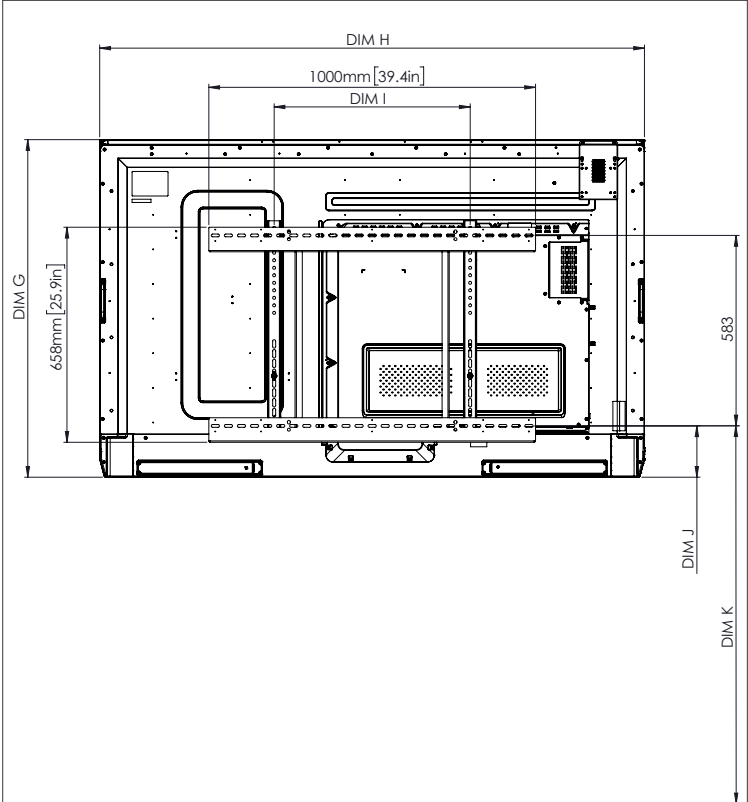 DIM H
1000mm[39.4in]
DIM I
DIM G
658mm[25.9in]
583
DIM J
DIM K